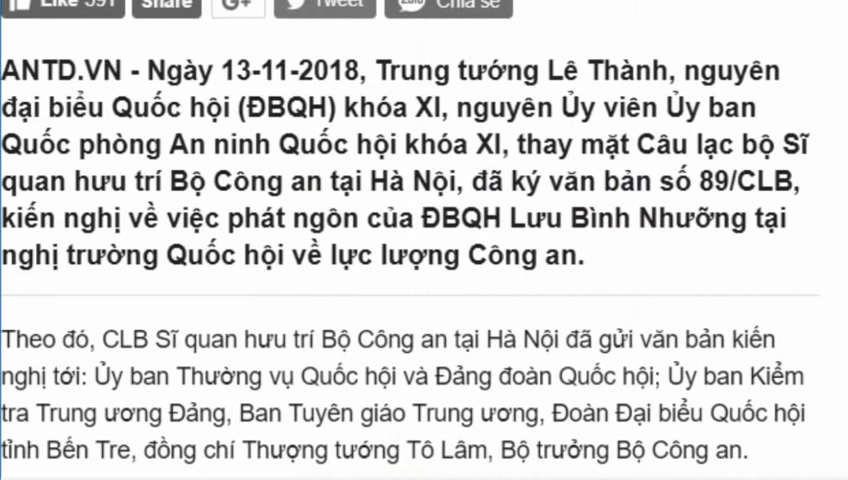 Like 591 Share G+ Tweet Chia sẻ
ANTD.VN - Ngày 13-11-2018, Trung tướng Lê Thành, nguyên
đại biểu Quốc hội (ĐBQH) khóa XI, nguyên Ủy viên Ủy ban
Quốc phòng An ninh Quốc hội khóa XI, thay mặt Câu lạc bộ Sĩ
quan hưu trí Bộ Công an tại Hà Nội, đã ký văn bản số 89/CLB,
kiến nghị về việc phát ngôn của ĐBQH Lưu Bình Nhưỡng tại
nghị trường Quốc hội về lực lượng Công an.
Theo đó, CLB Sĩ quan hưu trí Bộ Công an tại Hà Nội đã gửi văn bản kiến
nghị tới: Ủy ban Thường vụ Quốc hội và Đảng đoàn Quốc hội; Ủy ban Kiểm
tra Trung ương Đảng, Ban Tuyên giáo Trung ương, Đoàn Đại biểu Quốc hội
tỉnh Bến Tre, đồng chí Thượng tướng Tô Lâm, Bộ trưởng Bộ Công an.